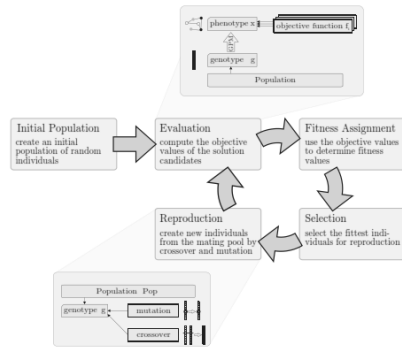 phenotype x
objective function f
genotype g
Population
Initial Population
create an initial
population of random
individuals
Evaluation
compute the objective
values of the solution
candidates
Fitness Assignment
use the objective values
to determine fitness
values
Reproduction
create new individuals
from the mating pool by
crossover and mutation
Selection
select the fittest indi-
viduals for reproduction
Population Pop
genotype g
mutation
crossover